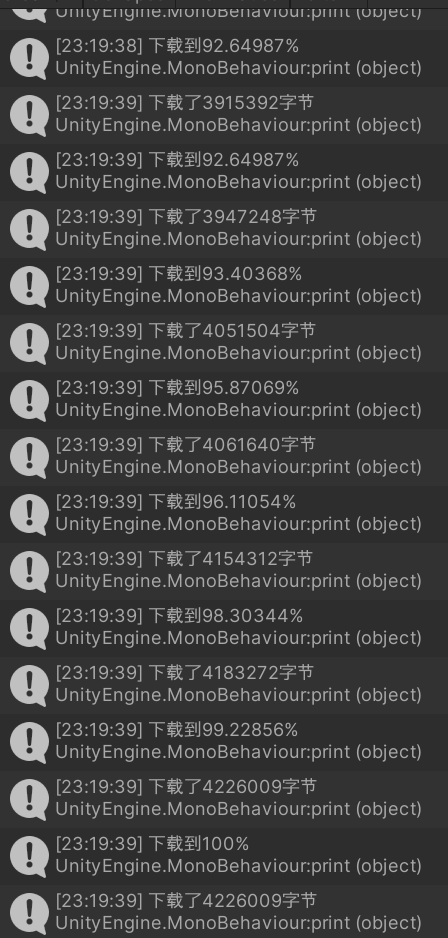 [23:19:38] 下载到92.64987%
UnityEngine.MonoBehaviour:print (object)
[23:19:39] 下载了3915392字节
UnityEngine.MonoBehaviour:print (object)
[23:19:39] 下载到92.64987%
UnityEngine.MonoBehaviour:print (object)
[23:19:39] 下载了3947248字节
UnityEngine.MonoBehaviour:print (object)
[23:19:39] 下载到93.40368%
UnityEngine.MonoBehaviour:print (object)
[23:19:39] 下载了4051504字节
UnityEngine.MonoBehaviour:print (object)
[23:19:39] 下载到95.87069%
UnityEngine.MonoBehaviour:print (object)
[23:19:39] 下载了4061640字节
UnityEngine.MonoBehaviour:print (object)
[23:19:39] 下载到96.11054%
UnityEngine.MonoBehaviour:print (object)
[23:19:39] 下载了4154312字节
UnityEngine.MonoBehaviour:print (object)
[23:19:39] 下载到98.30344%
UnityEngine.MonoBehaviour:print (object)
[23:19:39] 下载了4183272字节
UnityEngine.MonoBehaviour:print (object)
[23:19:39] 下载到99.22856%
UnityEngine.MonoBehaviour:print (object)
[23:19:39] 下载了4226009字节
UnityEngine.MonoBehaviour:print (object)
[23:19:39] 下载到100%
UnityEngine.MonoBehaviour:print (object)
[23:19:39] 下载了4226009字节
UnityEngine.MonoBehaviour:print (object)